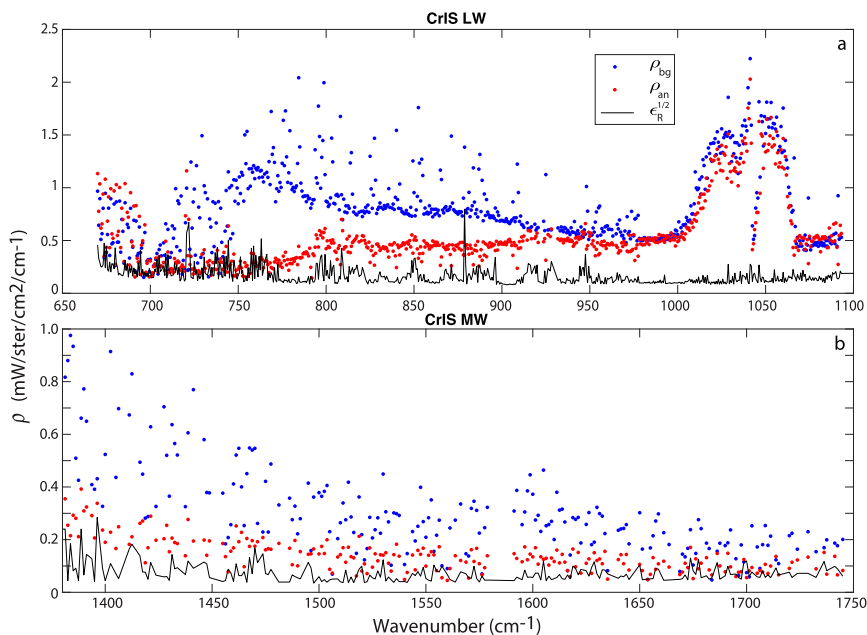 CrIS LW
a
2.5
2
1.5
1
0.5
0
ρbg
ρan
ϵR^1/2
650 700 750 800 850 900 950 1000 1050 1100
CrIS MW
b
1.0
0.8
0.6
0.4
0.2
0
1400 1450 1500 1550 1600 1650 1700 1750
ρ (mW/ster/cm2/cm-1)
Wavenumber (cm-1)